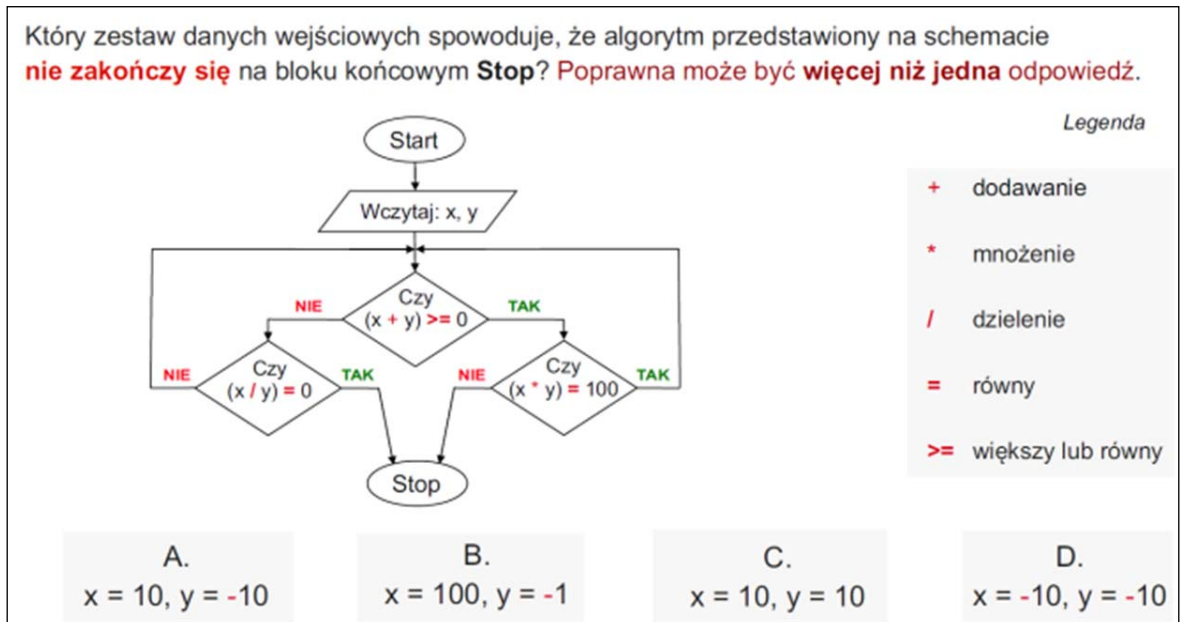 Który zestaw danych wejściowych spowoduje, że algorytm przedstawiony na schemacie
nie zakończy się na bloku końcowym Stop? Poprawna może być więcej niż jedna odpowiedź.
Legenda
Start
Wczytaj: x, y
Czy
(x + y) >= 0
NIE
TAK
Czy
(x / y) = 0
NIE
TAK
Czy
(x * y) = 100
NIE
TAK
Stop
+ dodawanie
* mnożenie
/ dzielenie
= równy
>= większy lub równy
A.
x = 10, y = -10
B.
x = 100, y = -1
C.
x = 10, y = 10
D.
x = -10, y = -10